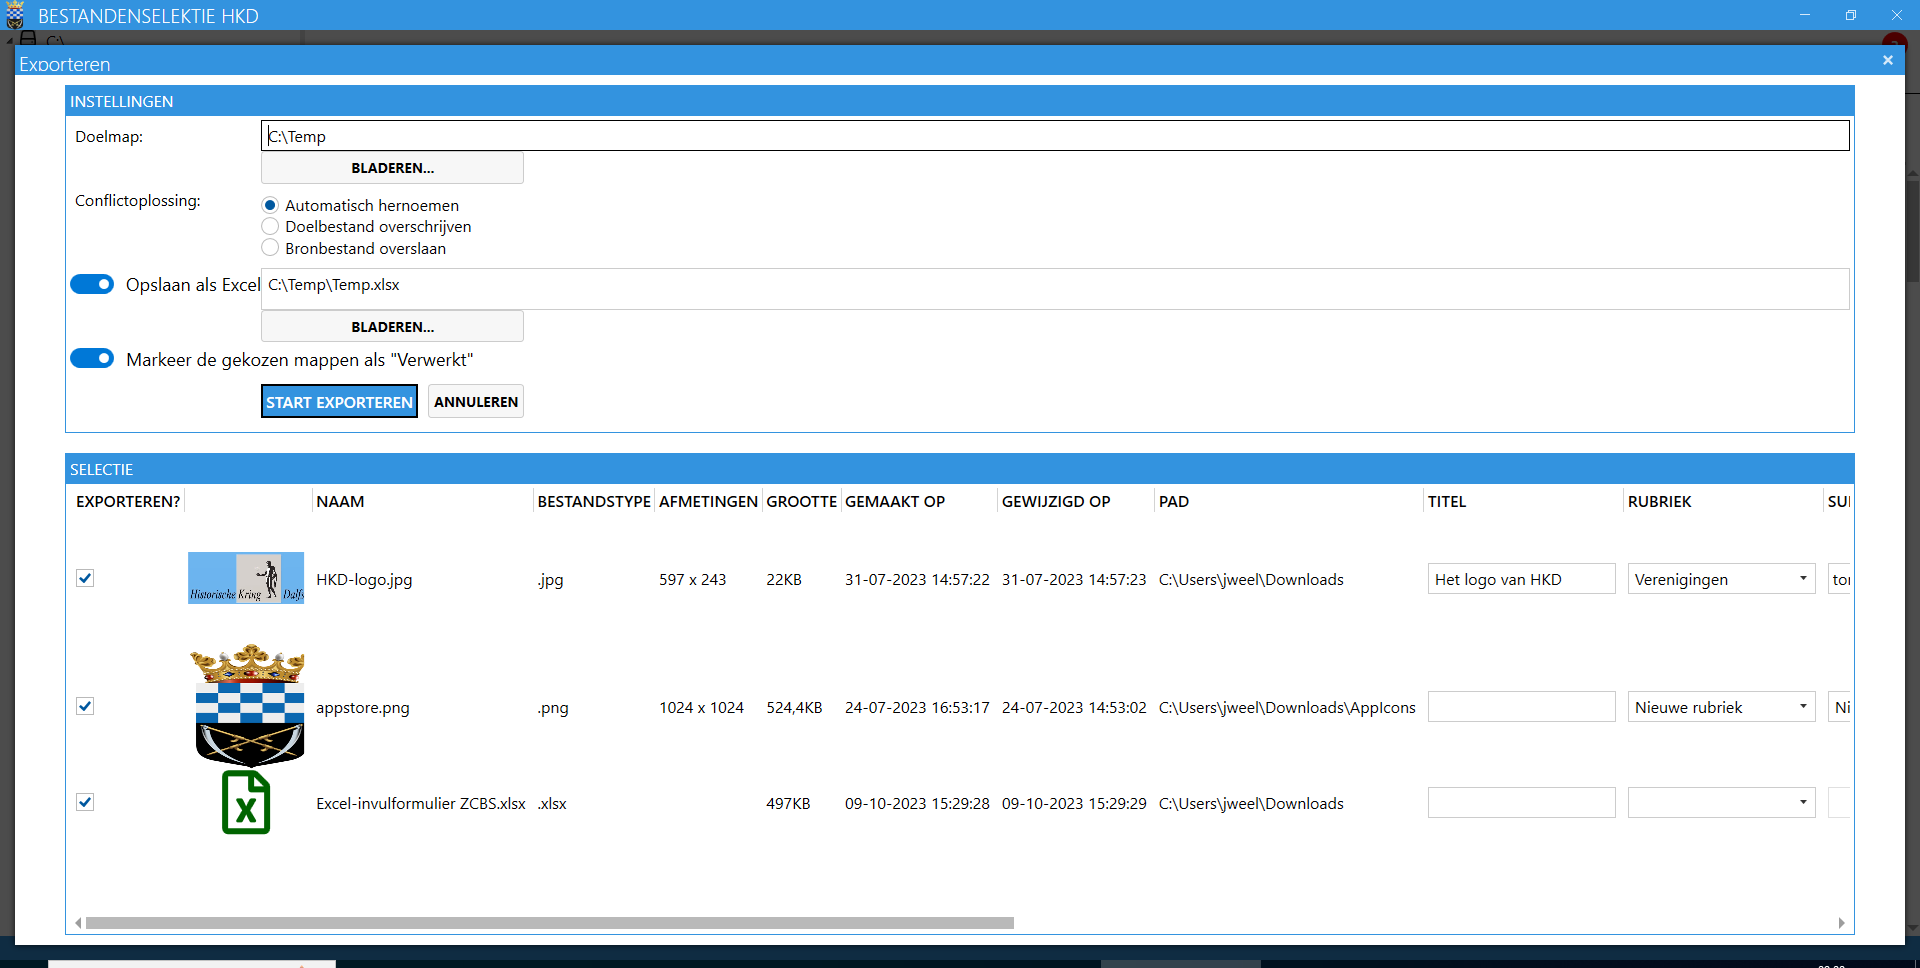 BESTANDENSELEKTIE HKD
C:\
Exporteren
INSTELLINGEN
Doelmap: C:\Temp
BLADEREN...
Conflictoplossing:
Automatisch hernoemen
Doelbestand overschrijven
Bronbestand overslaan
Opslaan als Excel C:\Temp\Temp.xlsx
BLADEREN...
Markeer de gekozen mappen als "Verwerkt"
START EXPORTEREN ANNULEREN
SELECTIE
EXPORTEREN? NAAM BESTANDSTYPE AFMETINGEN GROOTTE GEMAAKT OP GEWIJZIGD OP PAD TITEL RUBRIEK
Historische Kring HKD-logo.jpg .jpg 597 x 243 22KB 31-07-2023 14:57:22 31-07-2023 14:57:23 C:\Users\jweel\Downloads Het logo van HKD Verenigingen
appstore.png .png 1024 x 1024 524,4KB 24-07-2023 16:53:17 24-07-2023 14:53:02 C:\Users\jweel\Downloads\AppIcons Nieuwe rubriek Ni
X Excel-invulformulier ZCBS.xlsx .xlsx 497KB 09-10-2023 15:29:28 09-10-2023 15:29:29 C:\Users\jweel\Downloads